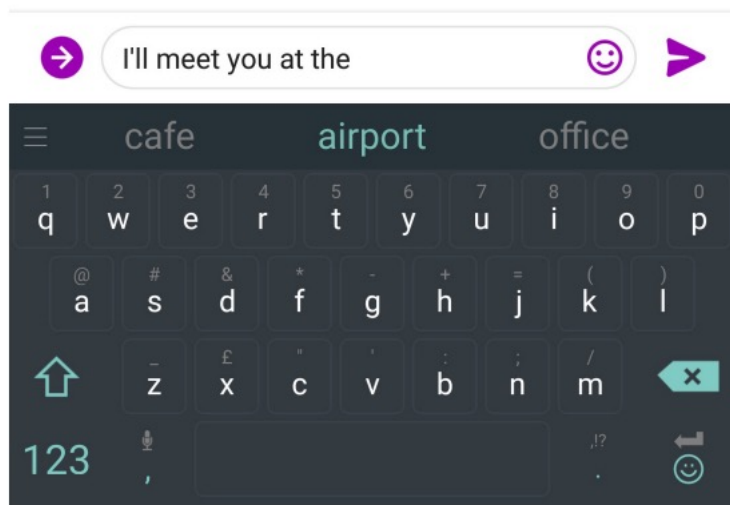 I'll meet you at the
cafe airport office
1 2 3 4 5 6 7 8 9 0
q w e r t y u i o p
@ # & * - + = ( )
a s d f g h j k l
_ £ " ' : ; /
z x c v b n m
123 , ,!? .